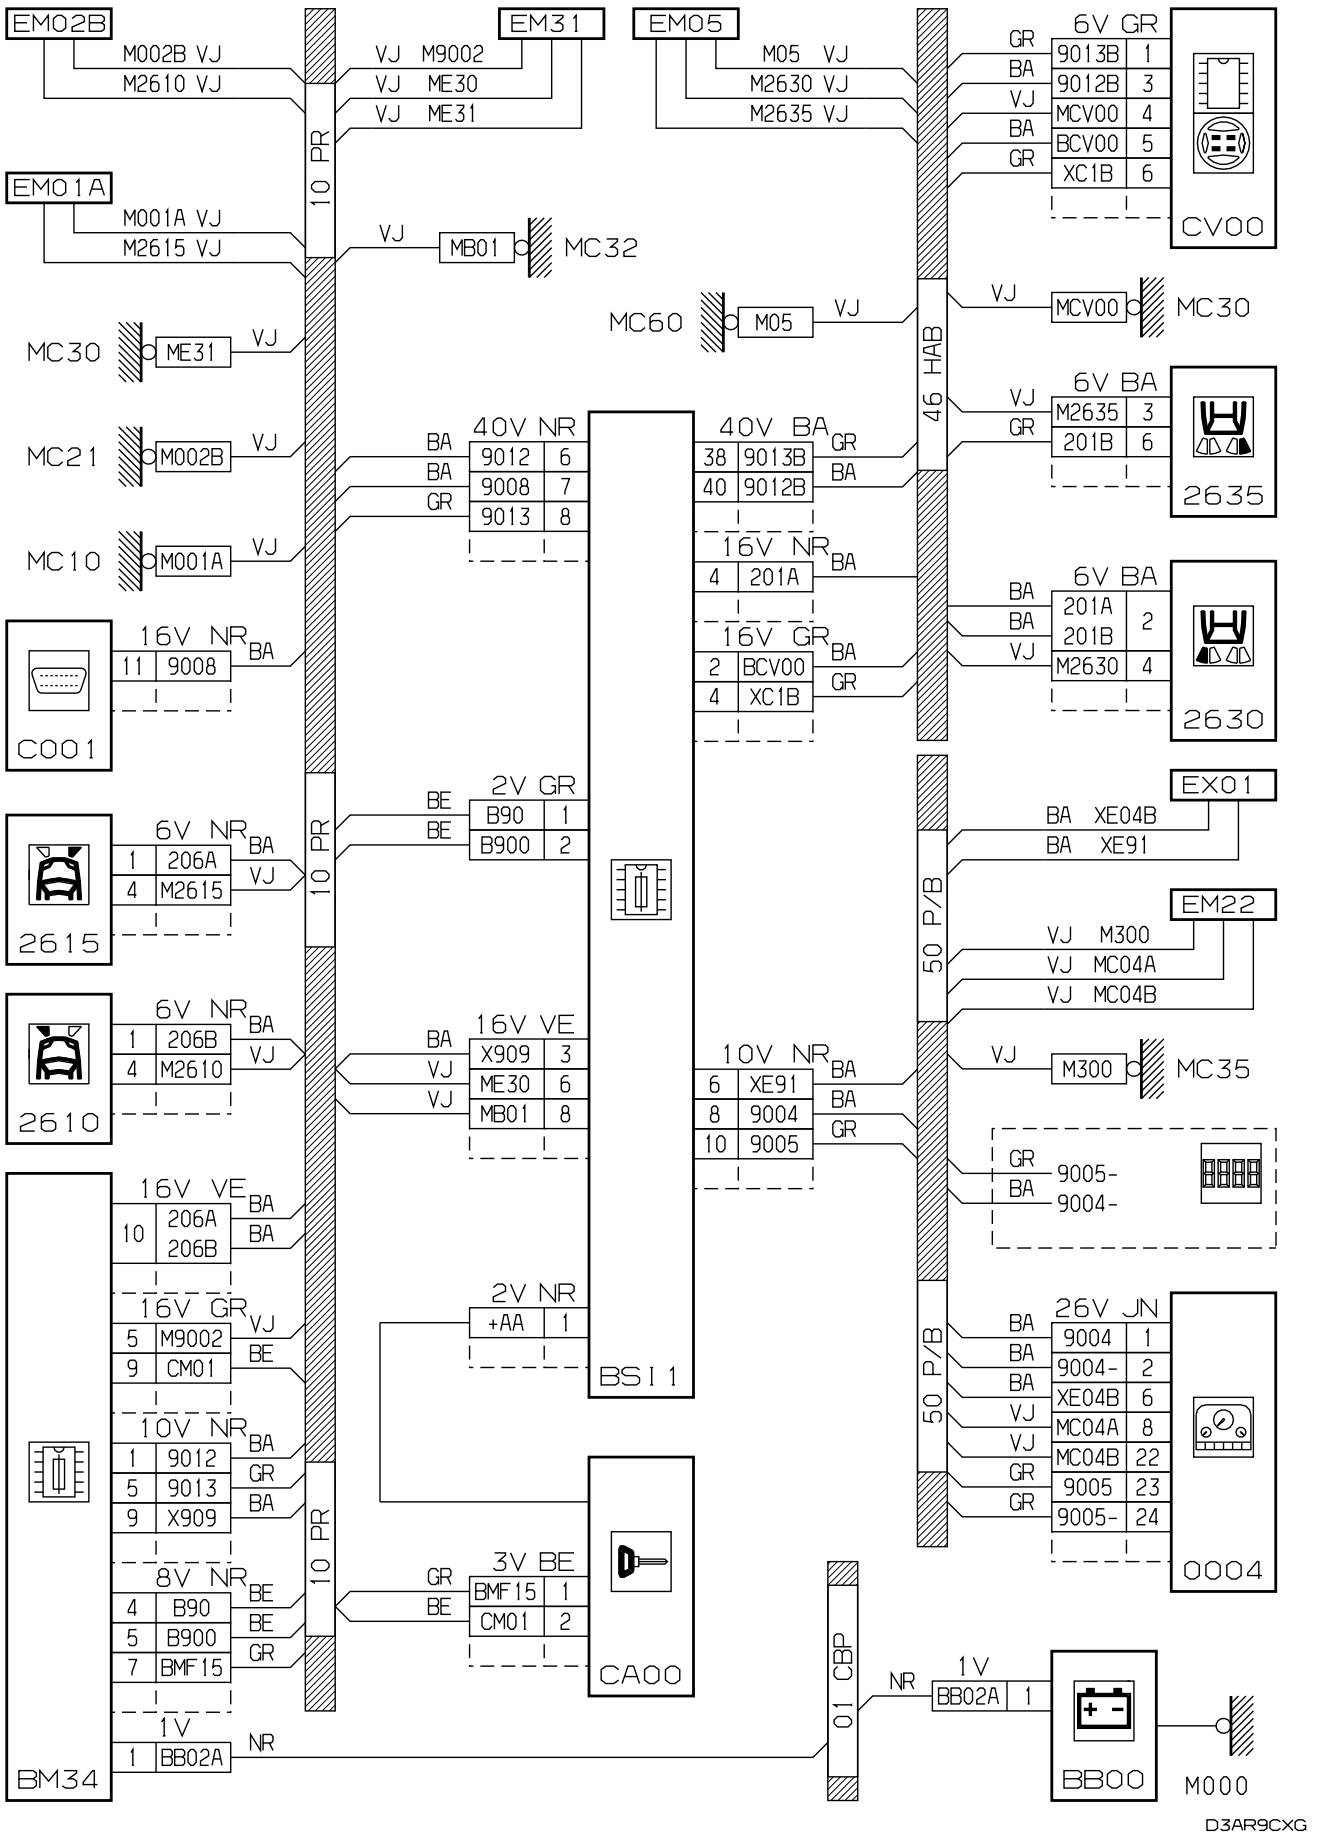 EM02B
M002B VJ
M2610 VJ
EM31
VJ M9002
VJ ME30
VJ ME31
10 PR
EM01A
M001A VJ
M2615 VJ
VJ
MB01
MC32
MC30
ME31
VJ
MC21
M002B
VJ
MC10
M001A
VJ
C001
16V NR
11 9008
BA
2615
6V NR
1 206A BA
4 M2615 VJ
2610
6V NR
1 206B BA
4 M2610 VJ
BM34
16V VE
10 206A BA
206B BA
16V GR
5 M9002 VJ
9 CM01 BE
10V NR
1 9012 BA
5 9013 GR
9 X909 BA
8V NR
4 B90 BE
5 B900 BE
7 BMF15 GR
1V
1 BB02A NR
10 PR
10 PR
40V NR
BA 9012 6
BA 9008 7
GR 9013 8
2V GR
BE B90 1
BE B900 2
16V VE
BA X909 3
VJ ME30 6
VJ MB01 8
2V NR
+AA 1
BSI1
3V BE
GR BMF15 1
BE CM01 2
CA00
EM05
M05 VJ
M2630 VJ
M2635 VJ
MC60
M05
VJ
40V BA
38 9013B GR
40 9012B BA
16V NR
4 201A BA
16V GR
2 BCV00 BA
4 XC1B GR
10V NR
6 XE91 BA
8 9004 BA
10 9005 GR
46 HAB
6V GR
GR 9013B 1
BA 9012B 3
VJ MCV00 4
BA BCV00 5
GR XC1B 6
CV00
VJ
MCV00
MC30
6V BA
VJ M2635 3
GR 201B 6
2635
6V BA
BA 201A 2
BA 201B
VJ M2630 4
2630
EX01
BA XE04B
BA XE91
50 P/B
EM22
VJ M300
VJ MC04A
VJ MC04B
VJ
M300
MC35
GR 9005-
BA 9004-
50 P/B
26V JN
BA 9004 1
BA 9004- 2
BA XE04B 6
VJ MC04A 8
VJ MC04B 22
GR 9005 23
GR 9005- 24
0004
01 CBP
1V
NR BB02A 1
+ -
BB00
M000
D3AR9CXG